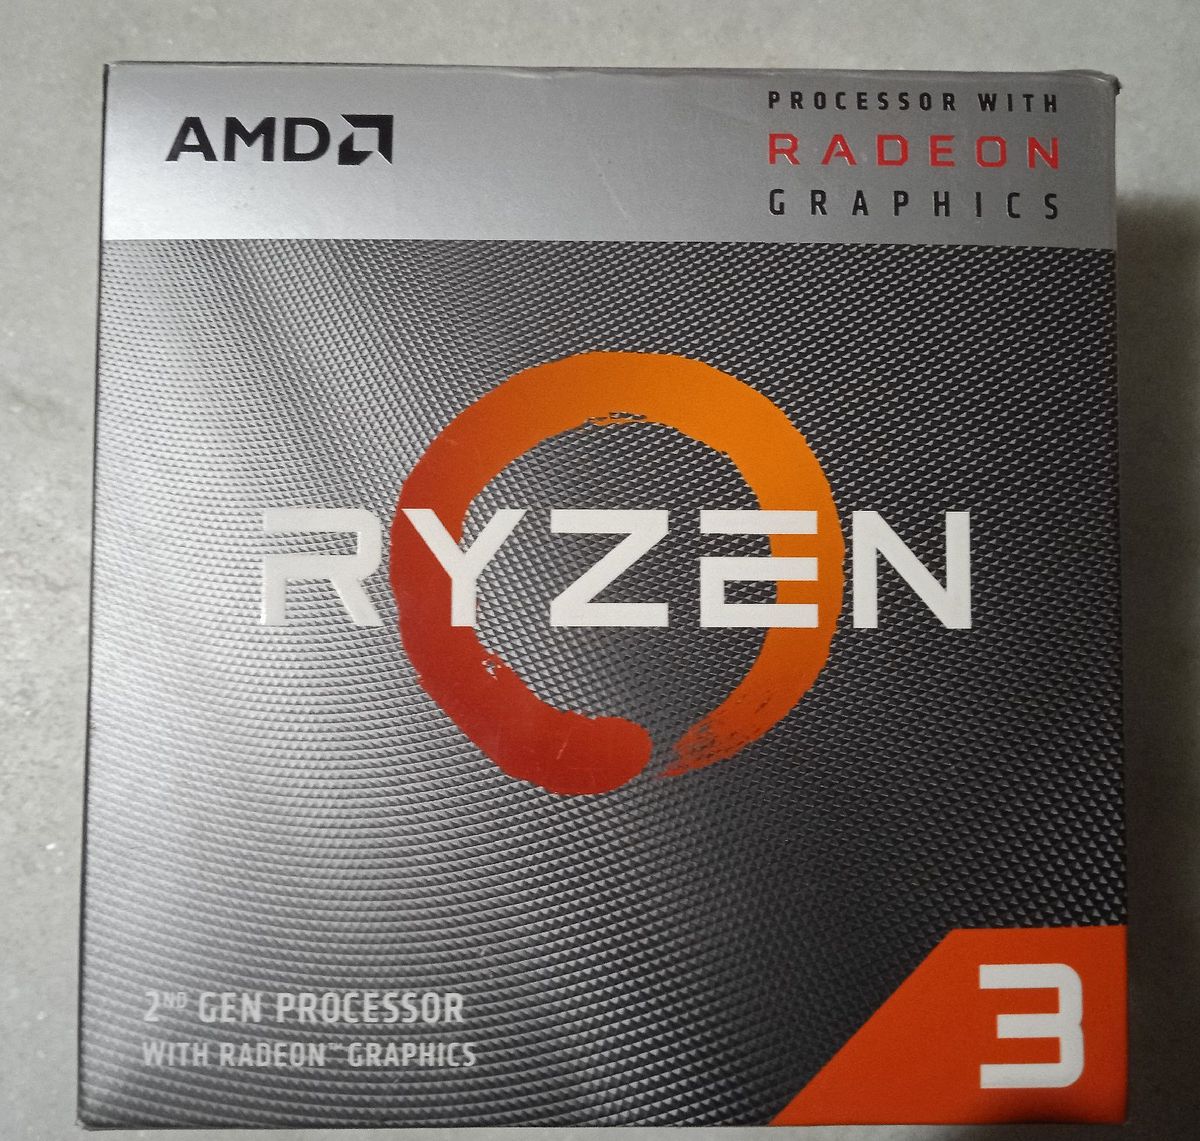 AMD
PROCESSOR WITH
RADEON
GRAPHICS
RYZEN
2ND GEN PROCESSOR
WITH RADEON™ GRAPHICS
3